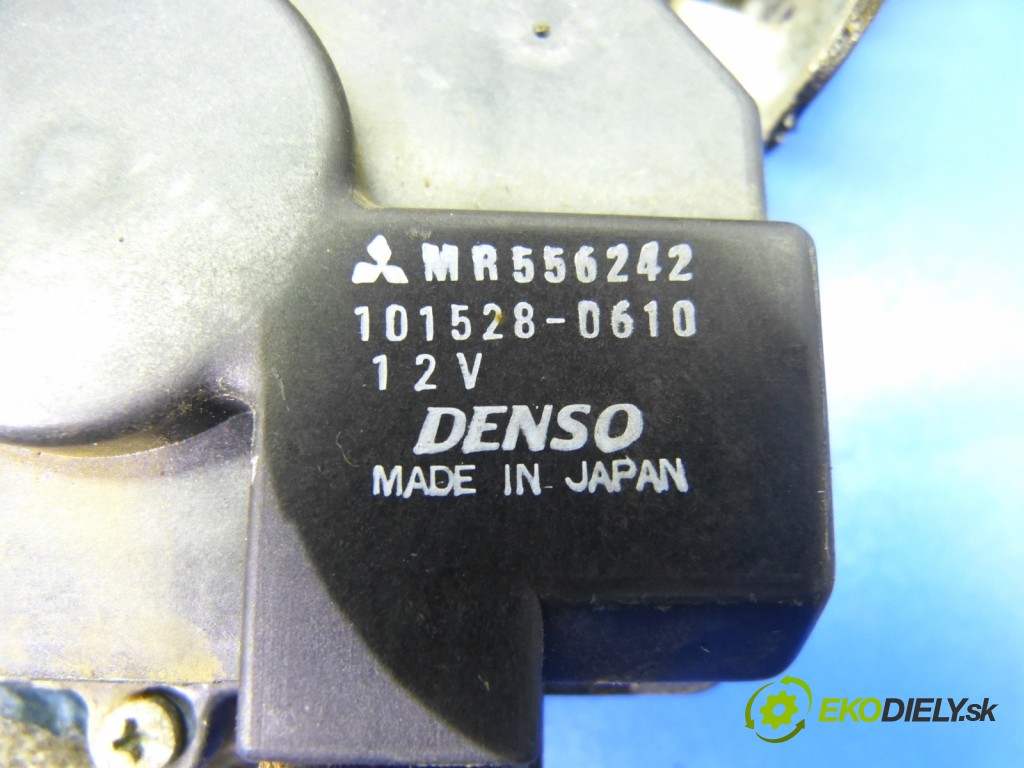 MR556242
101528-0610
12V
DENSO
MADE IN JAPAN
EKODIELY.sk